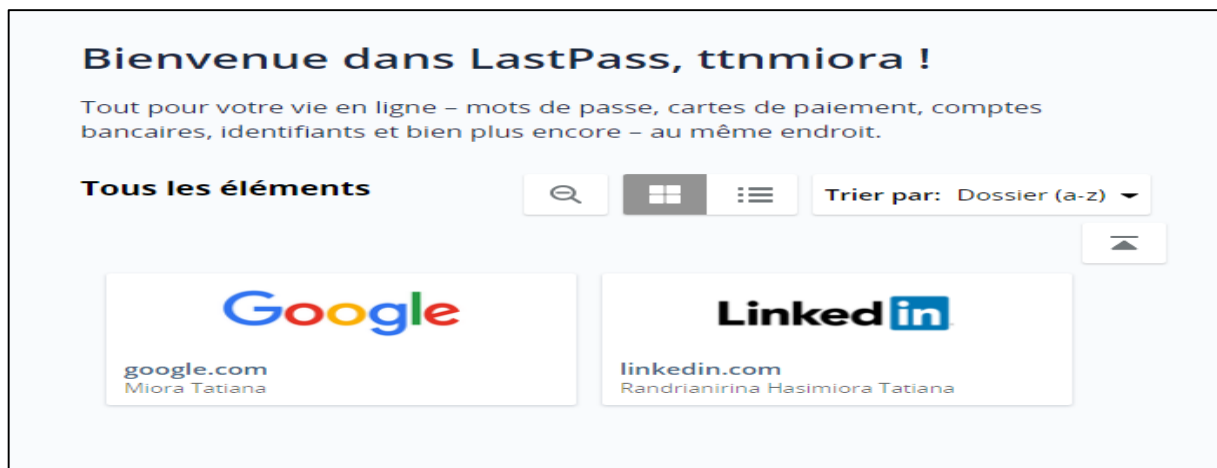 Bienvenue dans LastPass, ttnmiora !
Tout pour votre vie en ligne – mots de passe, cartes de paiement, comptes
bancaires, identifiants et bien plus encore – au même endroit.
Tous les éléments
Trier par: Dossier (a-z)
Google
google.com
Miora Tatiana
Linked in
linkedin.com
Randrianirina Hasimiora Tatiana